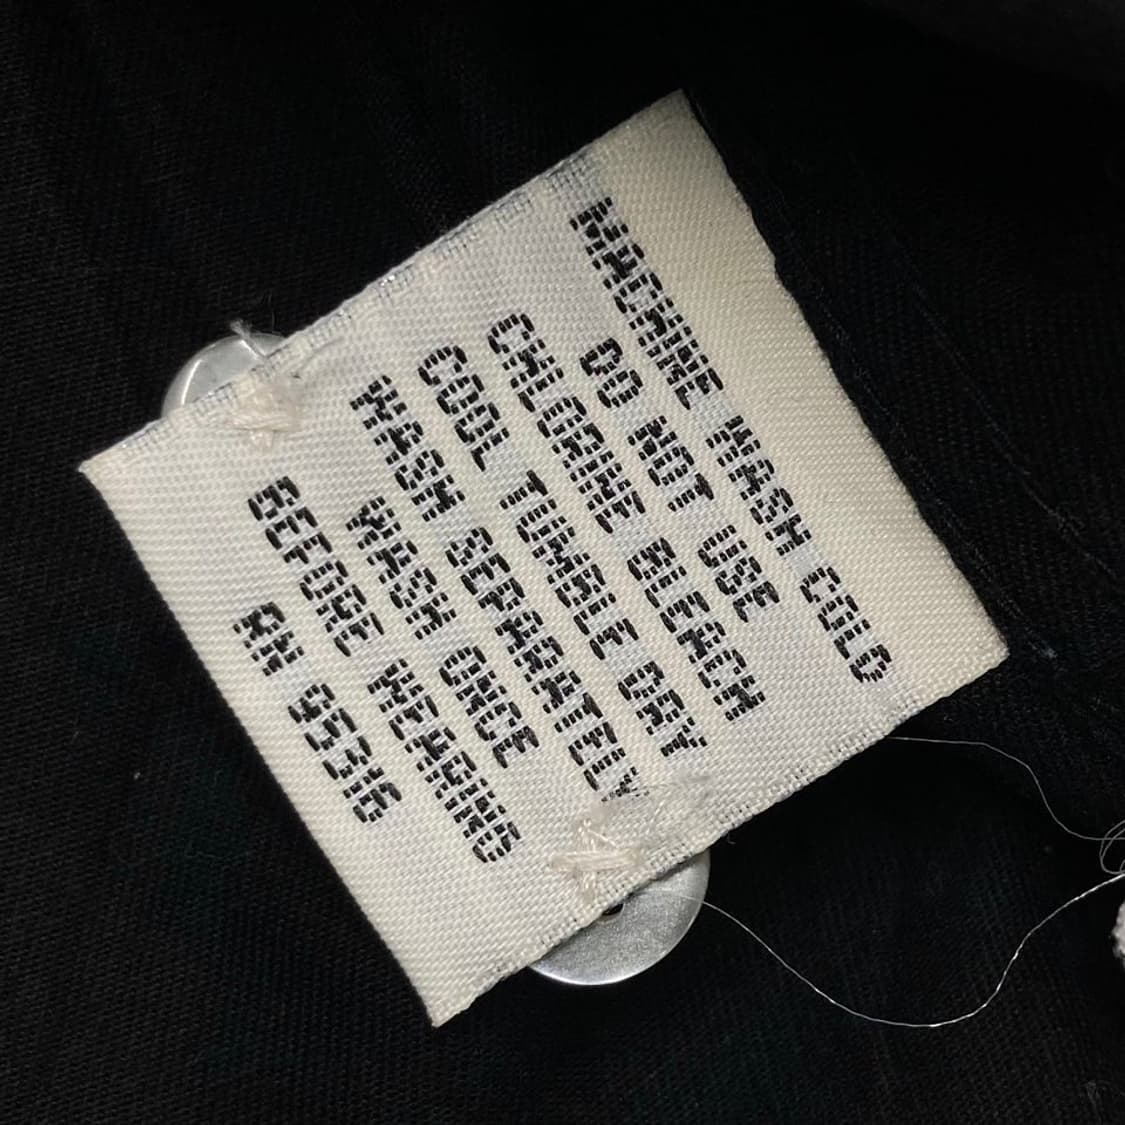 MACHINE WASH COLD
DO NOT USE
CHLORINE BLEACH
COOL TUMBLE DRY
WASH SEPARATELY
WASH ONCE
BEFORE WEARING
RN 95316